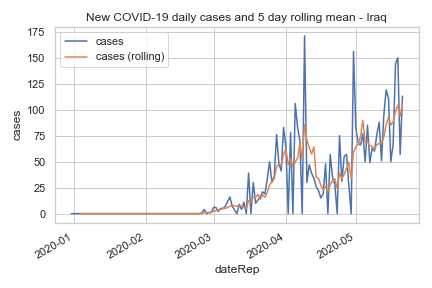 New COVID-19 daily cases and 5 day rolling mean - Iraq
cases
cases (rolling)
cases
175
150
125
100
75
50
25
0
2020-01
2020-02
2020-03
2020-04
2020-05
dateRep